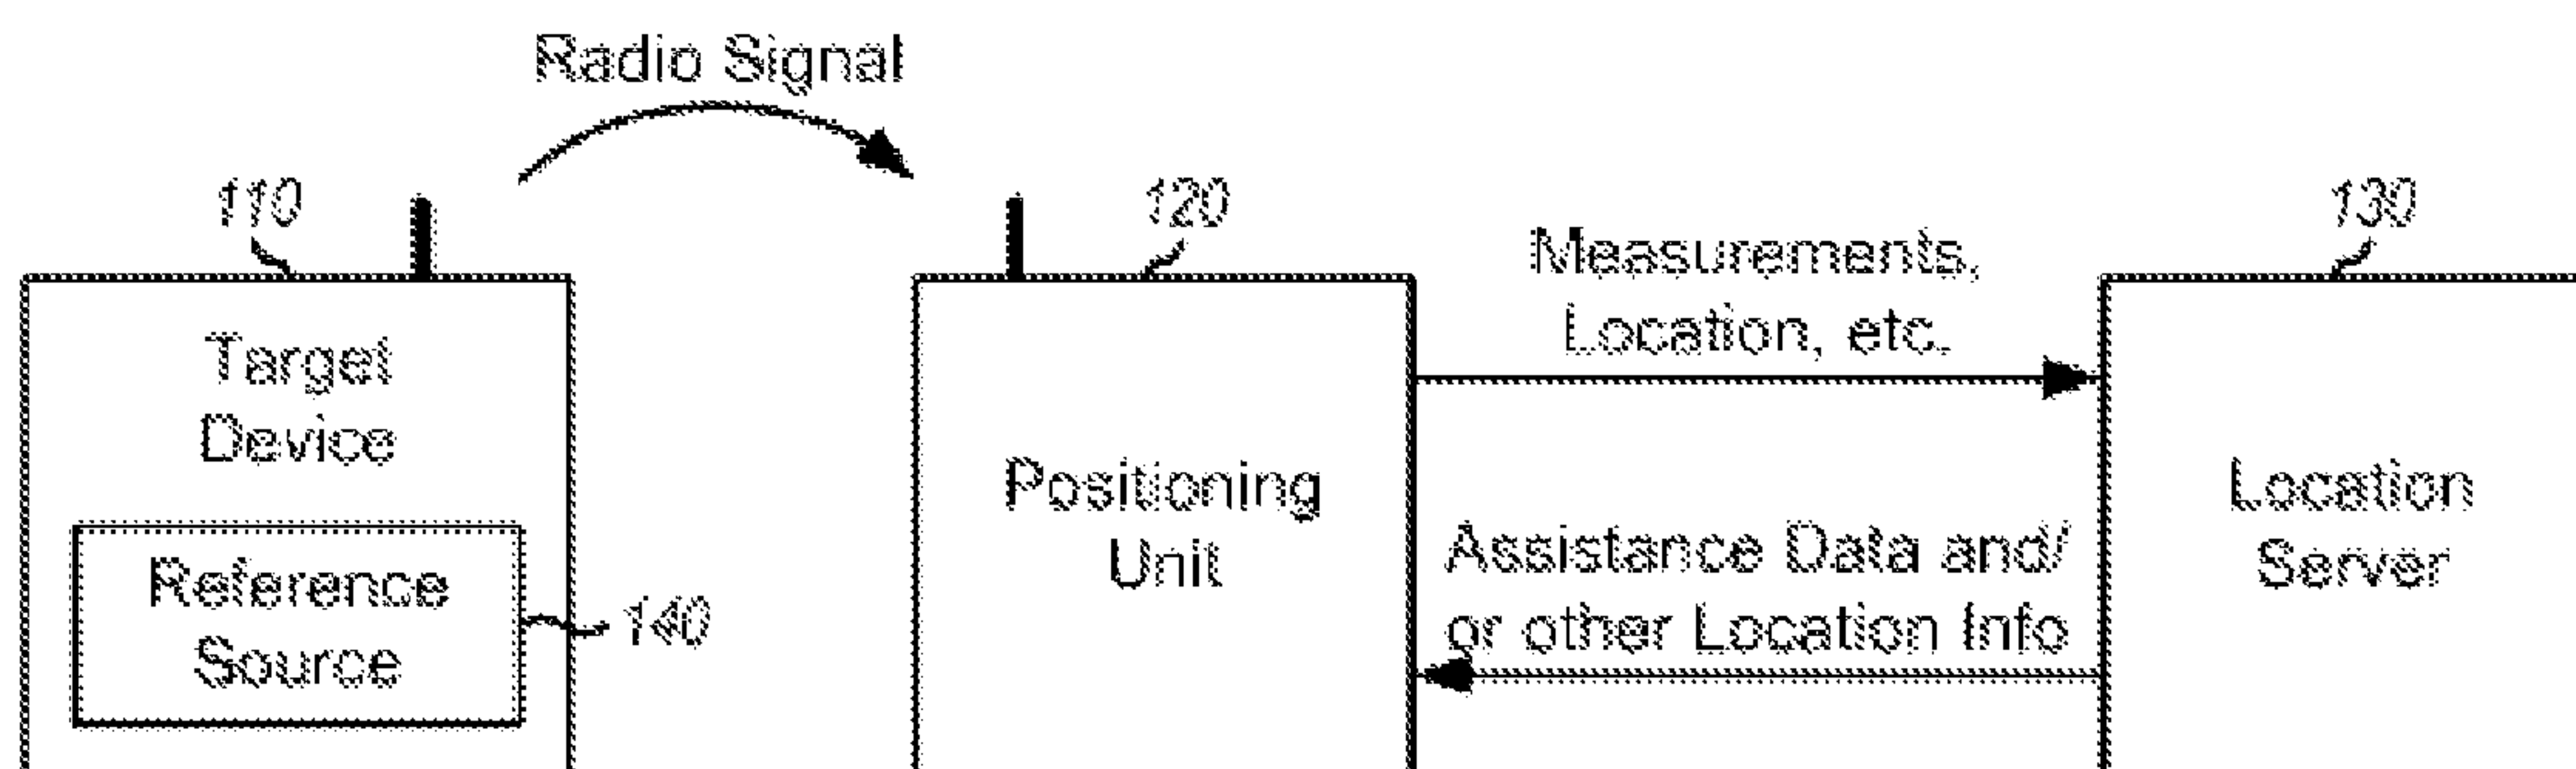 Radio Signal
110
120
130
Measurements,
Location, etc.
Target
Device
Positioning
Unit
Location
Server
Assistance Data and/
or other Location Info
Reference
Source
140